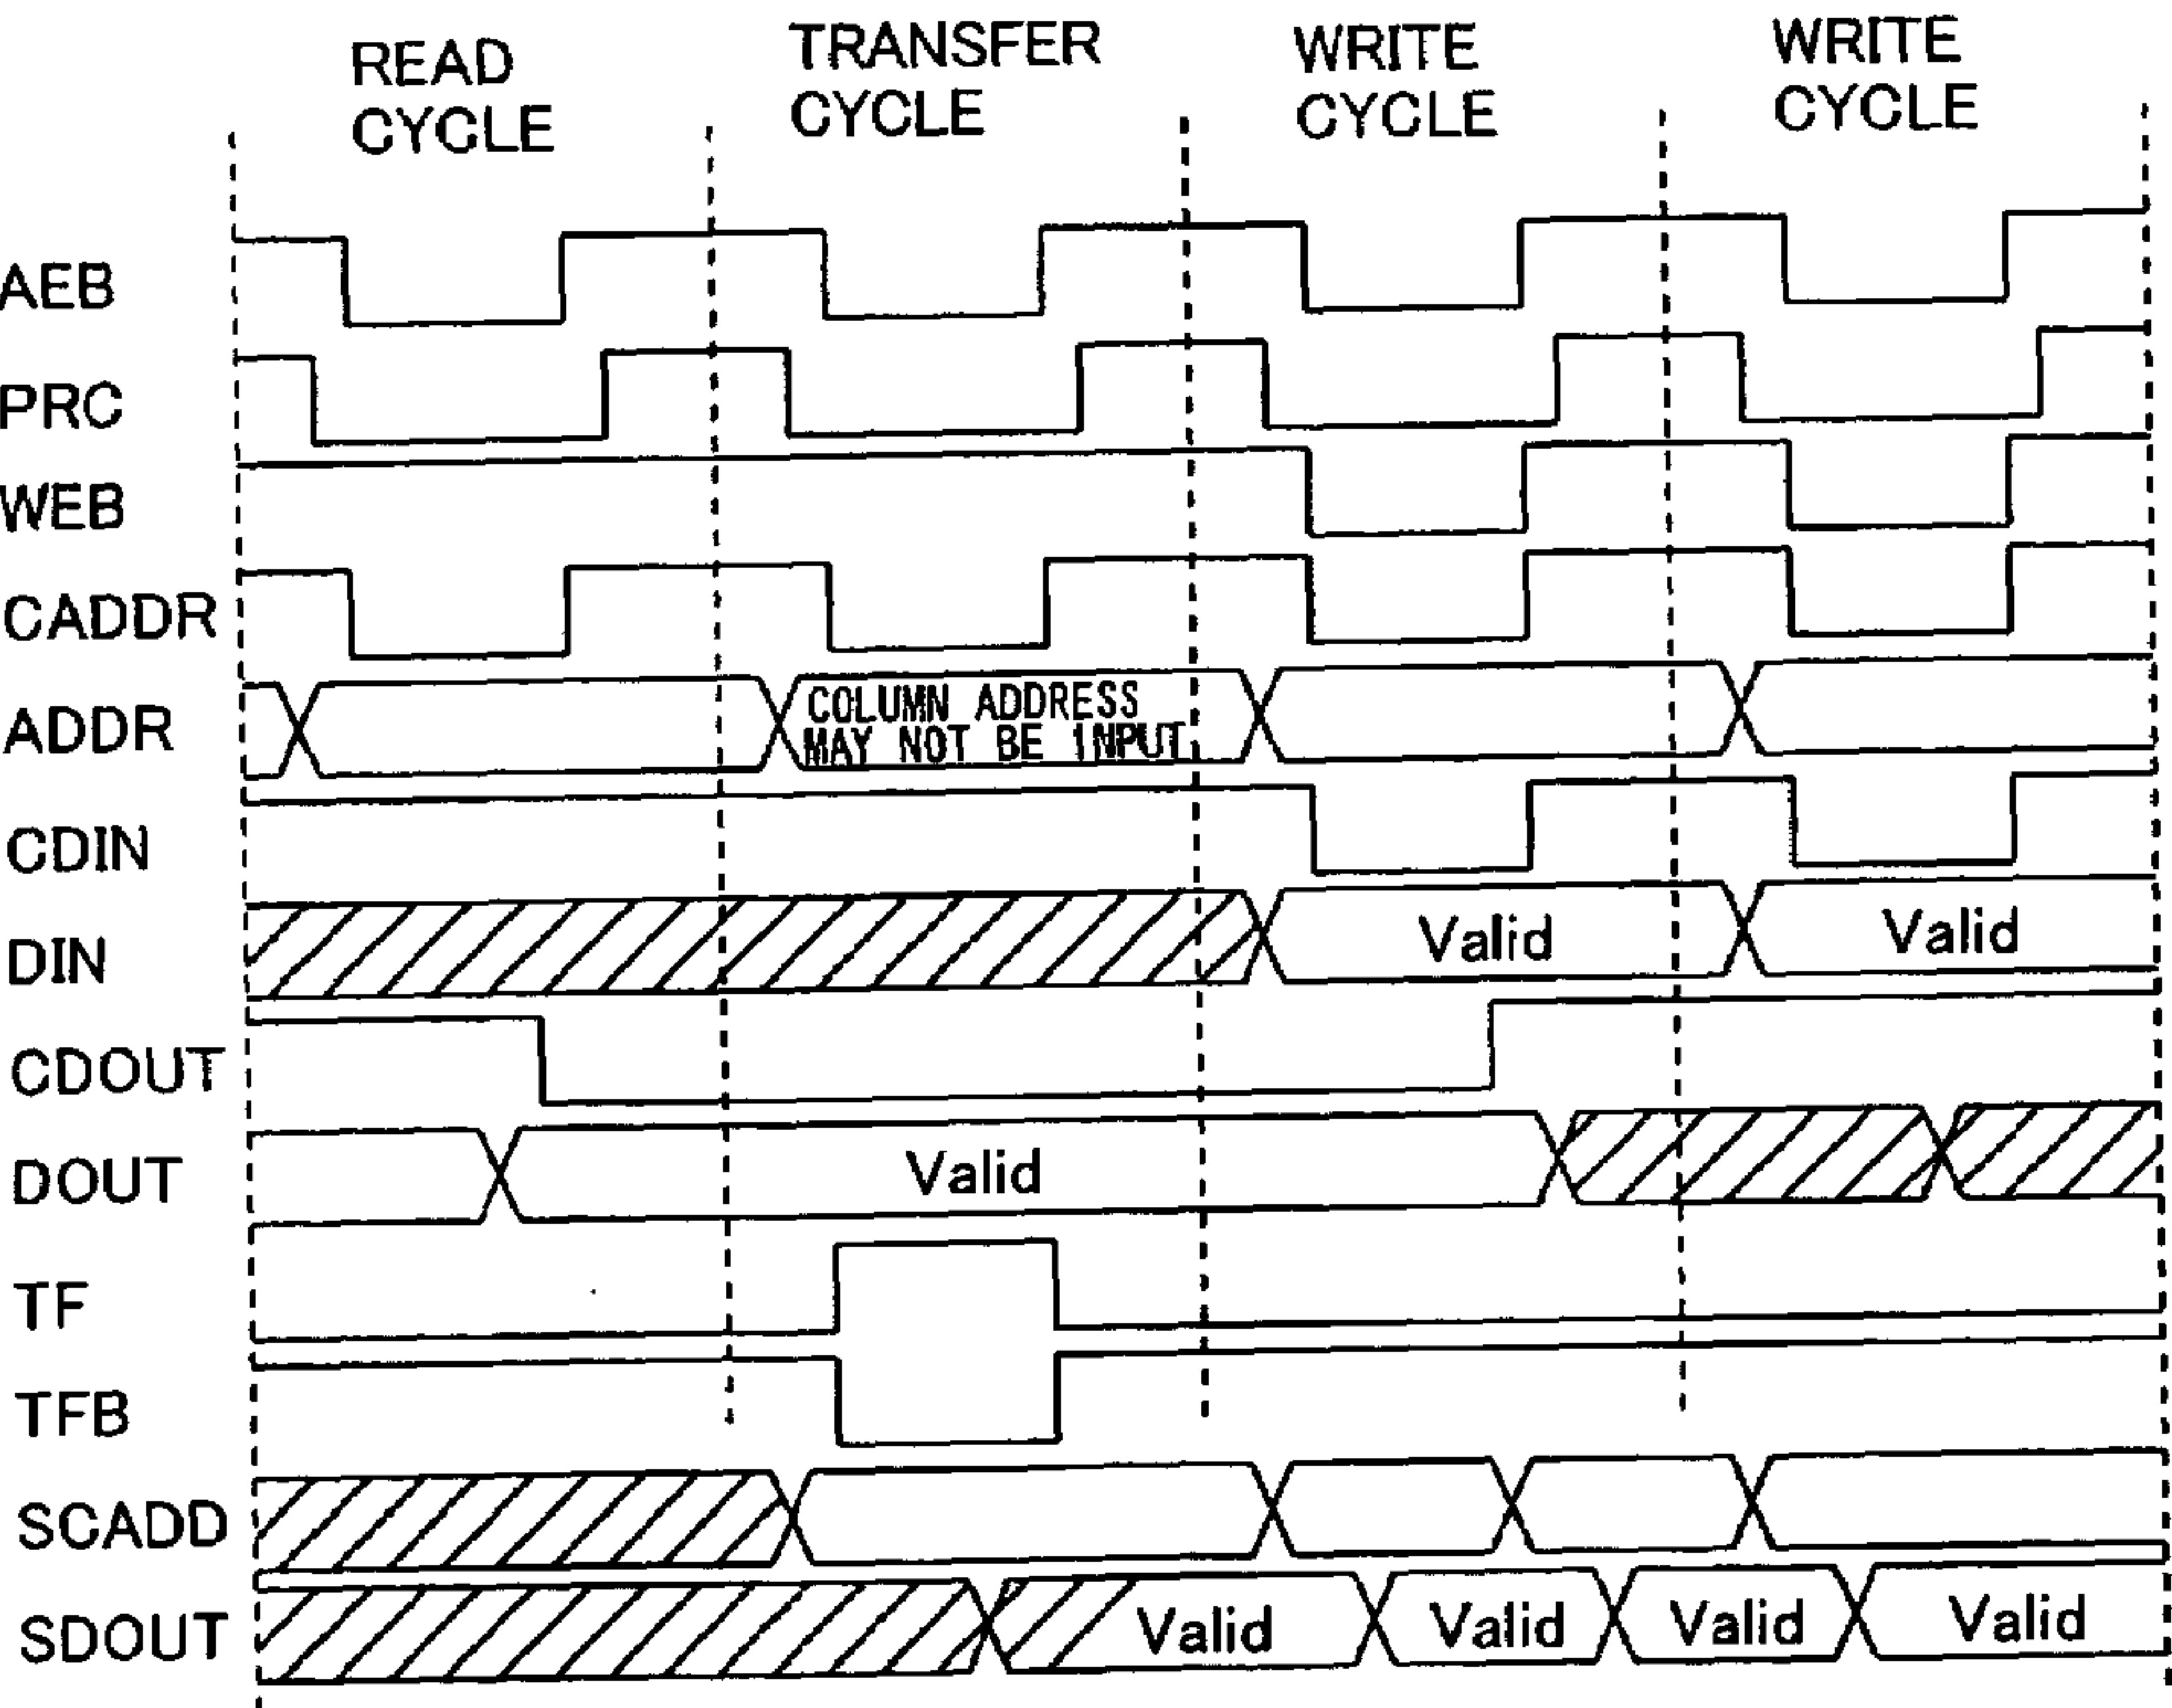 READ
CYCLE
TRANSFER
CYCLE
WRITE
CYCLE
WRITE
CYCLE
AEB
PRC
WEB
CADDR
ADDR
COLUMN ADDRESS
MAY NOT BE INPUT
CDIN
DIN
Valid
Valid
CDOUT
DOUT
Valid
TF
TFB
SCADD
SDOUT
Valid
Valid
Valid
Valid